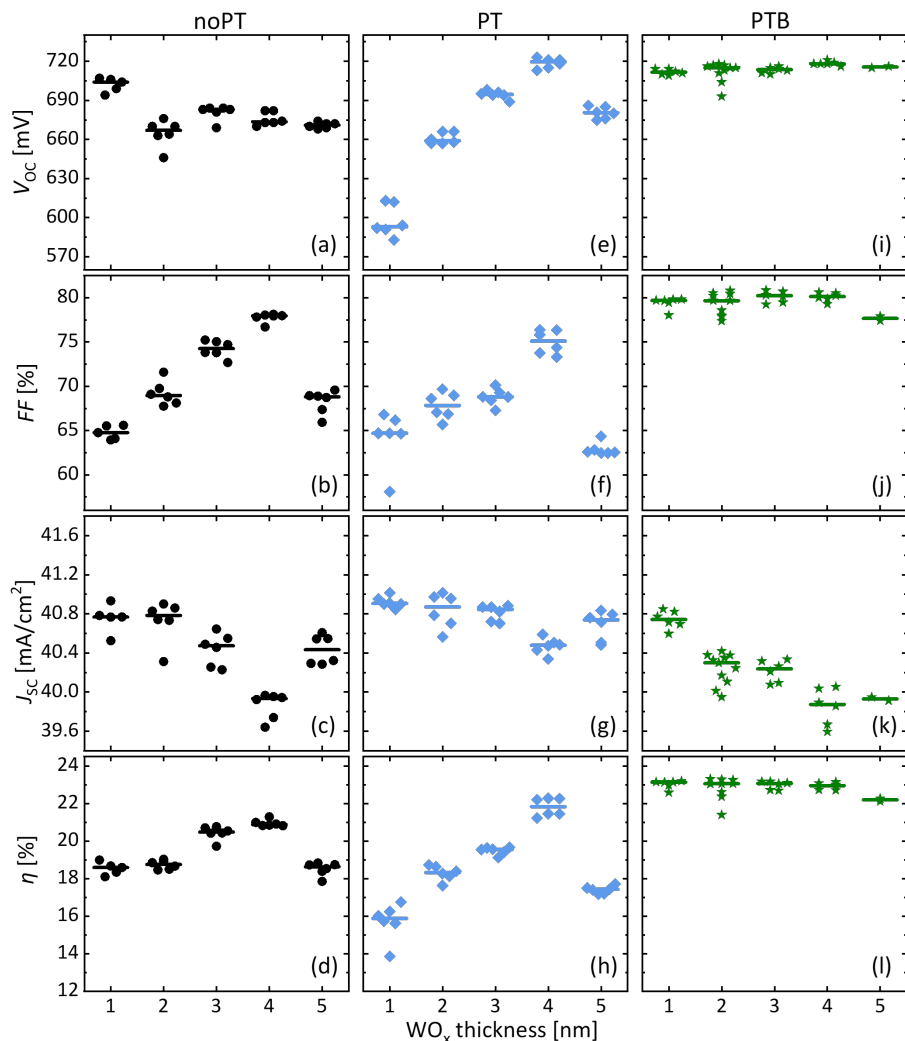 noPT PT PTB
720
690
660
630
600
570
V_OC [mV]
(a) (e) (i)
80
75
70
65
60
FF [%]
(b) (f) (j)
41.6
41.2
40.8
40.4
40.0
39.6
J_SC [mA/cm²]
(c) (g) (k)
24
22
20
18
16
14
12
η [%]
(d) (h) (l)
1 2 3 4 5 1 2 3 4 5 1 2 3 4 5
WO_x thickness [nm]